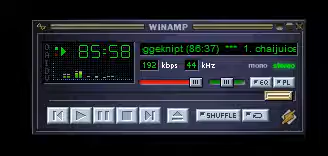 WINAMP
85:58
ggeknipt (86:37) *** 1. chaijuice
192 kbps 44 kHz mono stereo
EQ PL
SHUFFLE